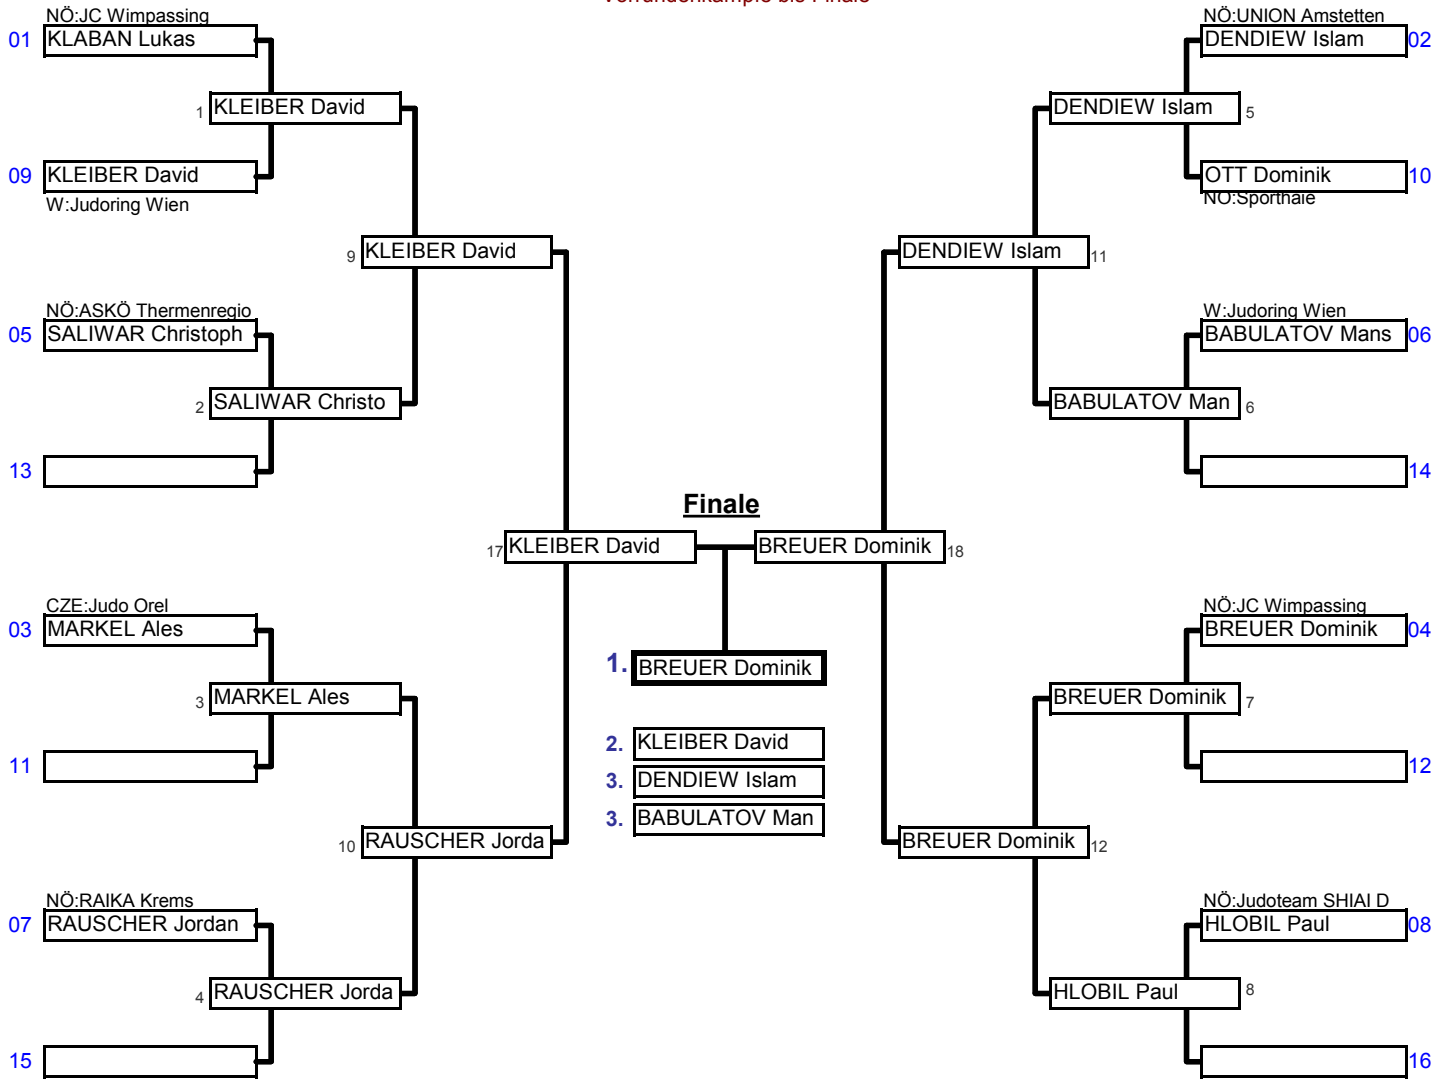 Vorrundenkämpfe bis Finale
NÖ:JC Wimpassing
01 KLABAN Lukas
1 KLEIBER David
09 KLEIBER David
W:Judoring Wien
9 KLEIBER David
NÖ:ASKÖ Thermenregio
05 SALIWAR Christoph
2 SALIWAR Christo
13
17 KLEIBER David
CZE:Judo Orel
03 MARKEL Ales
3 MARKEL Ales
11
10 RAUSCHER Jorda
NÖ:RAIKA Krems
07 RAUSCHER Jordan
4 RAUSCHER Jorda
15
Finale
1. BREUER Dominik
2. KLEIBER David
3. DENDIEW Islam
3. BABULATOV Man
NÖ:UNION Amstetten
DENDIEW Islam 02
DENDIEW Islam 5
OTT Dominik 10
NÖ:Sporthaie
DENDIEW Islam 11
W:Judoring Wien
BABULATOV Mans 06
BABULATOV Man 6
14
BREUER Dominik 18
NÖ:JC Wimpassing
BREUER Dominik 04
BREUER Dominik 7
12
BREUER Dominik 12
NÖ:Judoteam SHIAI D
HLOBIL Paul 08
HLOBIL Paul 8
16